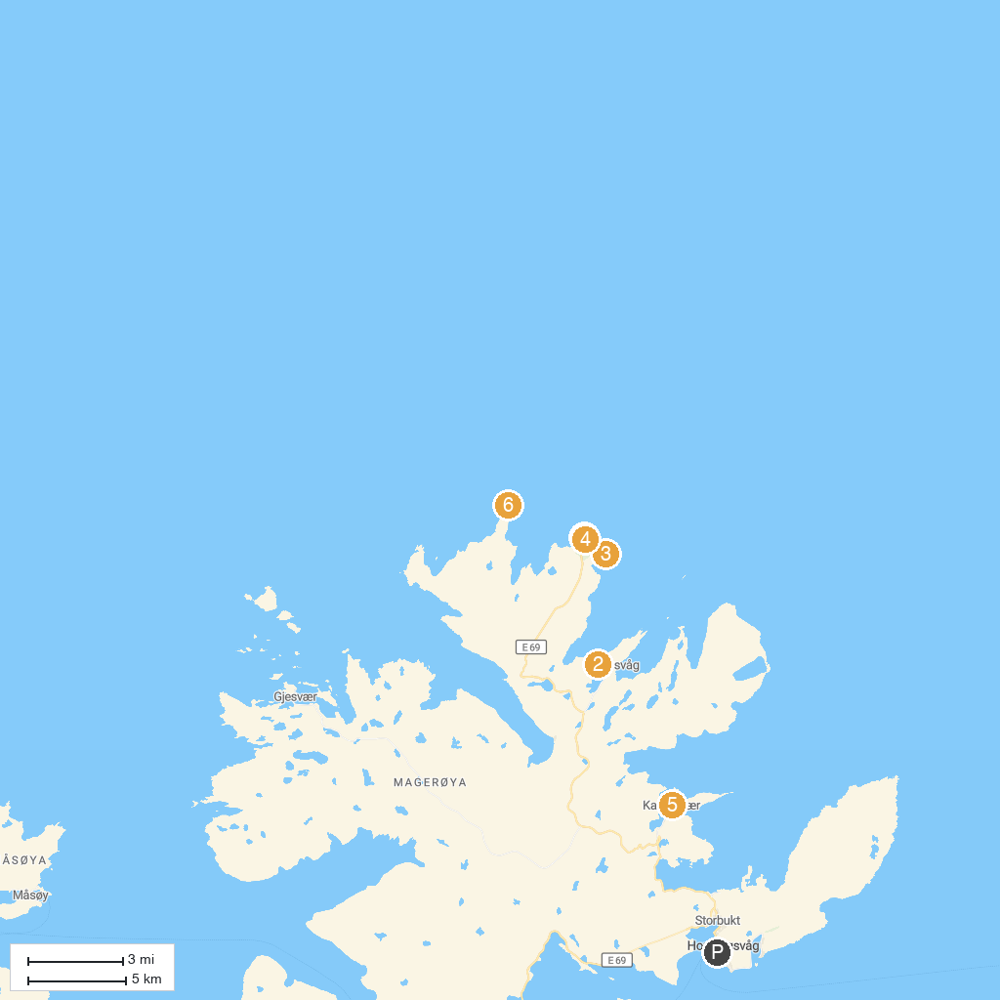 6
4
3
E 69
2
svåg
Gjesvær
MAGERØYA
5
ÅSØYA
Måsøy
Storbukt
P
E 69
3 mi
5 km